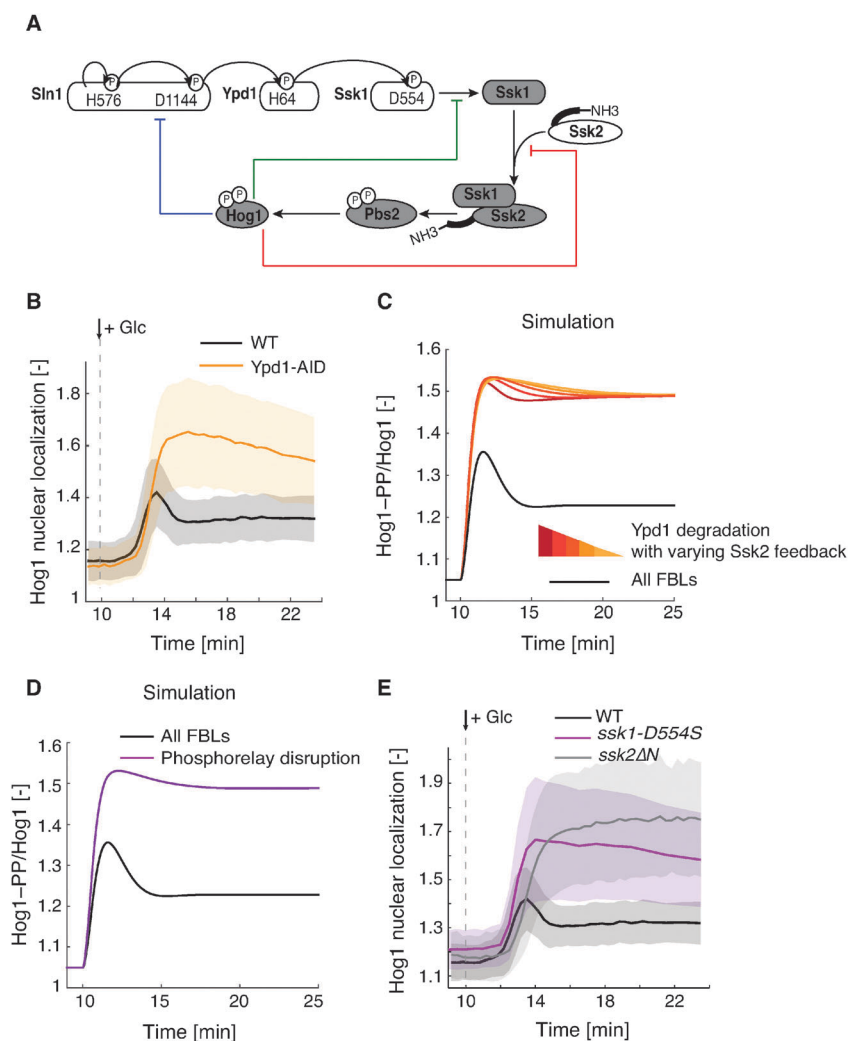 A
P
P
P
P
Sln1 H576 D1144 Ypd1 H64 Ssk1 D554 Ssk1
NH3
Ssk2
P P
P P
Ssk1
Hog1 Pbs2 Ssk2
NH3
B
+ Glc
WT
Ypd1-AID
Hog1 nuclear localization [-]
1.8
1.6
1.4
1.2
1
10 14 18 22
Time [min]
C
Simulation
Hog1–PP/Hog1 [-]
1.6
1.5
1.4
1.3
1.2
1.1
1
Ypd1 degradation
with varying Ssk2 feedback
All FBLs
10 15 20 25
Time [min]
D
Simulation
All FBLs
Phosphorelay disruption
Hog1–PP/Hog1 [-]
1.6
1.5
1.4
1.3
1.2
1.1
1
10 15 20 25
Time [min]
E
+ Glc
WT
ssk1-D554S
ssk2ΔN
Hog1 nuclear localization [-]
1.9
1.7
1.5
1.3
1.1
10 14 18 22
Time [min]